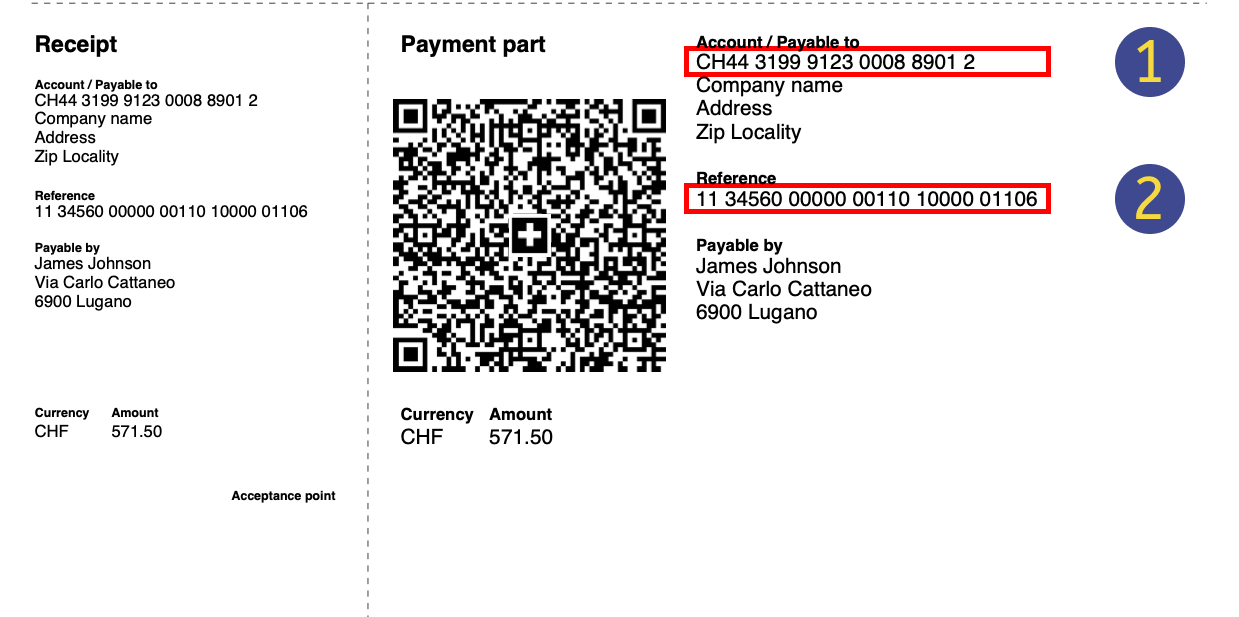 Receipt
Account / Payable to
CH44 3199 9123 0008 8901 2
Company name
Address
Zip Locality
Reference
11 34560 00000 00110 10000 01106
Payable by
James Johnson
Via Carlo Cattaneo
6900 Lugano
Currency Amount
CHF 571.50
Acceptance point
Payment part
Currency Amount
CHF 571.50
Account / Payable to
CH44 3199 9123 0008 8901 2
Company name
Address
Zip Locality
Reference
11 34560 00000 00110 10000 01106
Payable by
James Johnson
Via Carlo Cattaneo
6900 Lugano
1
2